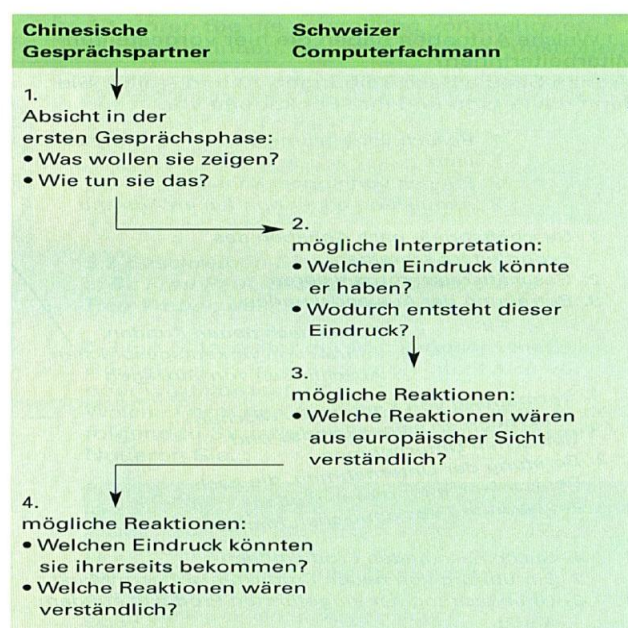 Chinesische
Gesprächspartner
Schweizer
Computerfachmann
1.
Absicht in der
ersten Gesprächsphase:
• Was wollen sie zeigen?
• Wie tun sie das?
2.
mögliche Interpretation:
• Welchen Eindruck könnte
er haben?
• Wodurch entsteht dieser
Eindruck?
3.
mögliche Reaktionen:
• Welche Reaktionen wären
aus europäischer Sicht
verständlich?
4.
mögliche Reaktionen:
• Welchen Eindruck könnten
sie ihrerseits bekommen?
• Welche Reaktionen wären
verständlich?